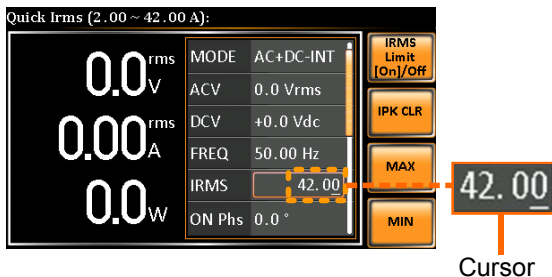 Quick Irms (2.00 ~ 42.00 A):
0.0 rms V
0.00 rms A
0.0 W
MODE AC+DC-INT
ACV 0.0 Vrms
DCV +0.0 Vdc
FREQ 50.00 Hz
IRMS 42.00
ON Phs 0.0 °
IRMS
Limit
[On]/Off
IPK CLR
MAX
MIN
42.00
Cursor